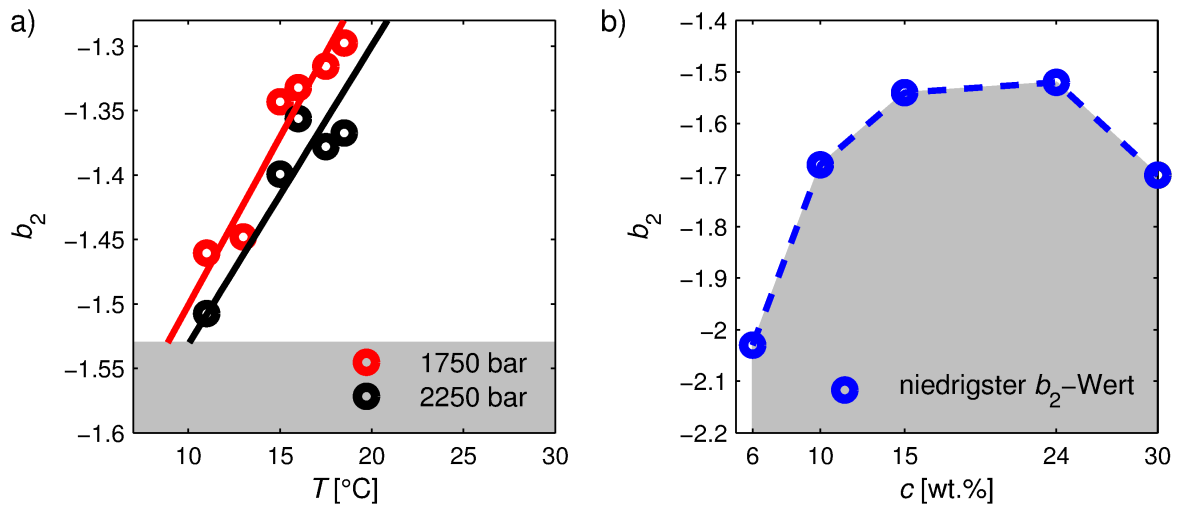 a)
−1.3
−1.35
−1.4
−1.45
−1.5
−1.55
−1.6
b₂
10 15 20 25 30
T [°C]
1750 bar
2250 bar
b)
−1.4
−1.5
−1.6
−1.7
−1.8
−1.9
−2
−2.1
−2.2
b₂
6 10 15 24 30
c [wt.%]
niedrigster b₂−Wert